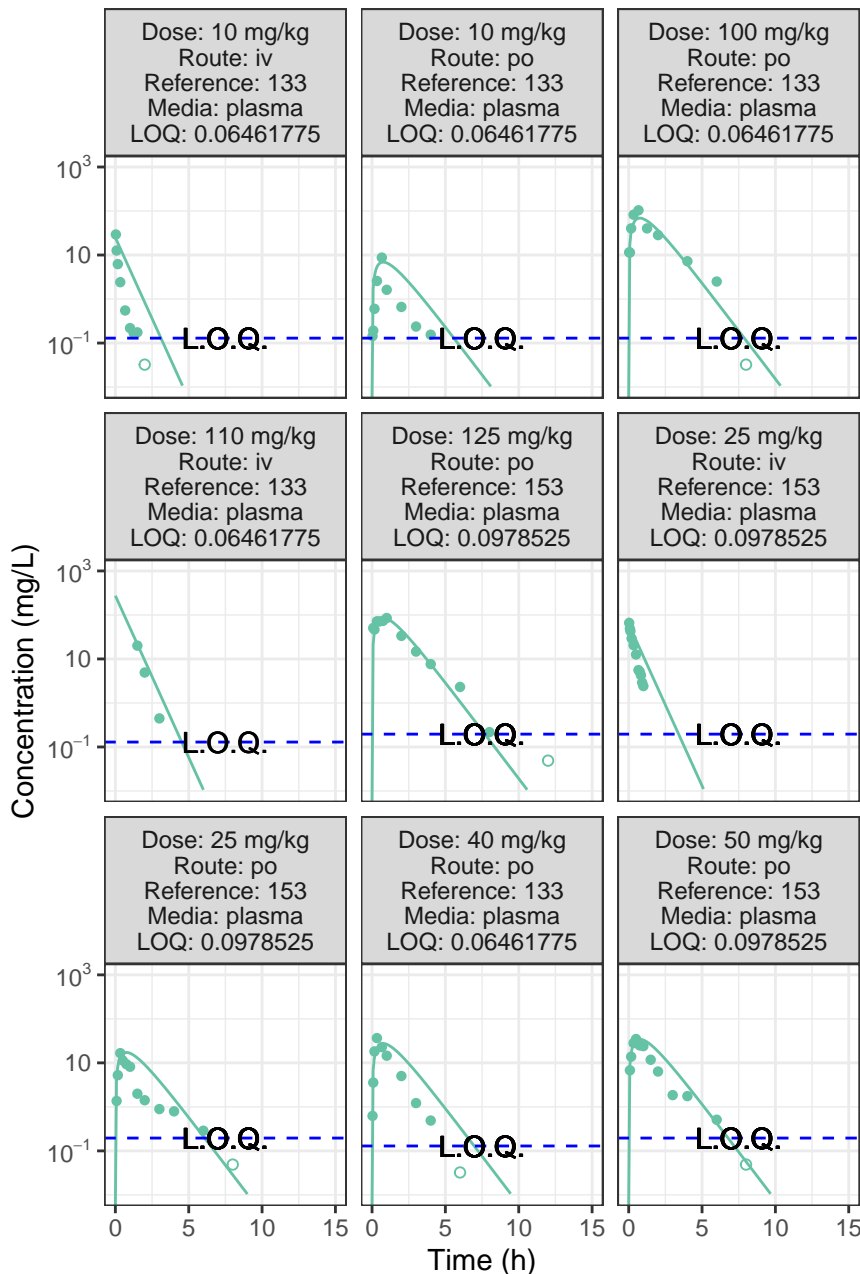 Dose: 10 mg/kg
Route: iv
Reference: 133
Media: plasma
LOQ: 0.06461775
Dose: 10 mg/kg
Route: po
Reference: 133
Media: plasma
LOQ: 0.06461775
Dose: 100 mg/kg
Route: po
Reference: 133
Media: plasma
LOQ: 0.06461775
10³
10
10⁻¹
L.O.Q.
L.O.Q.
L.O.Q.
Dose: 110 mg/kg
Route: iv
Reference: 133
Media: plasma
LOQ: 0.06461775
Dose: 125 mg/kg
Route: po
Reference: 153
Media: plasma
LOQ: 0.0978525
Dose: 25 mg/kg
Route: iv
Reference: 153
Media: plasma
LOQ: 0.0978525
Concentration (mg/L)
10³
10
10⁻¹
L.O.Q.
L.O.Q.
L.O.Q.
Dose: 25 mg/kg
Route: po
Reference: 153
Media: plasma
LOQ: 0.0978525
Dose: 40 mg/kg
Route: po
Reference: 133
Media: plasma
LOQ: 0.06461775
Dose: 50 mg/kg
Route: po
Reference: 153
Media: plasma
LOQ: 0.0978525
10³
10
10⁻¹
L.O.Q.
L.O.Q.
L.O.Q.
0 5 10 15
0 5 10 15
0 5 10 15
Time (h)